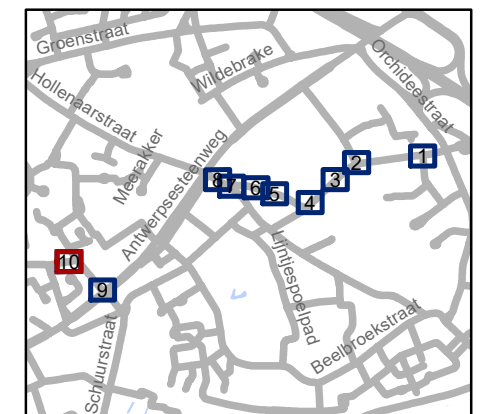 Groenstraat
Wildebrake
Orchideestraat
Hollenaarstraat
Meerakker
Antwerpsesteenweg
1
2
3
4
5
6
7
8
9
10
Lijntjespoelpad
Beelbroekstraat
Schuurstraat